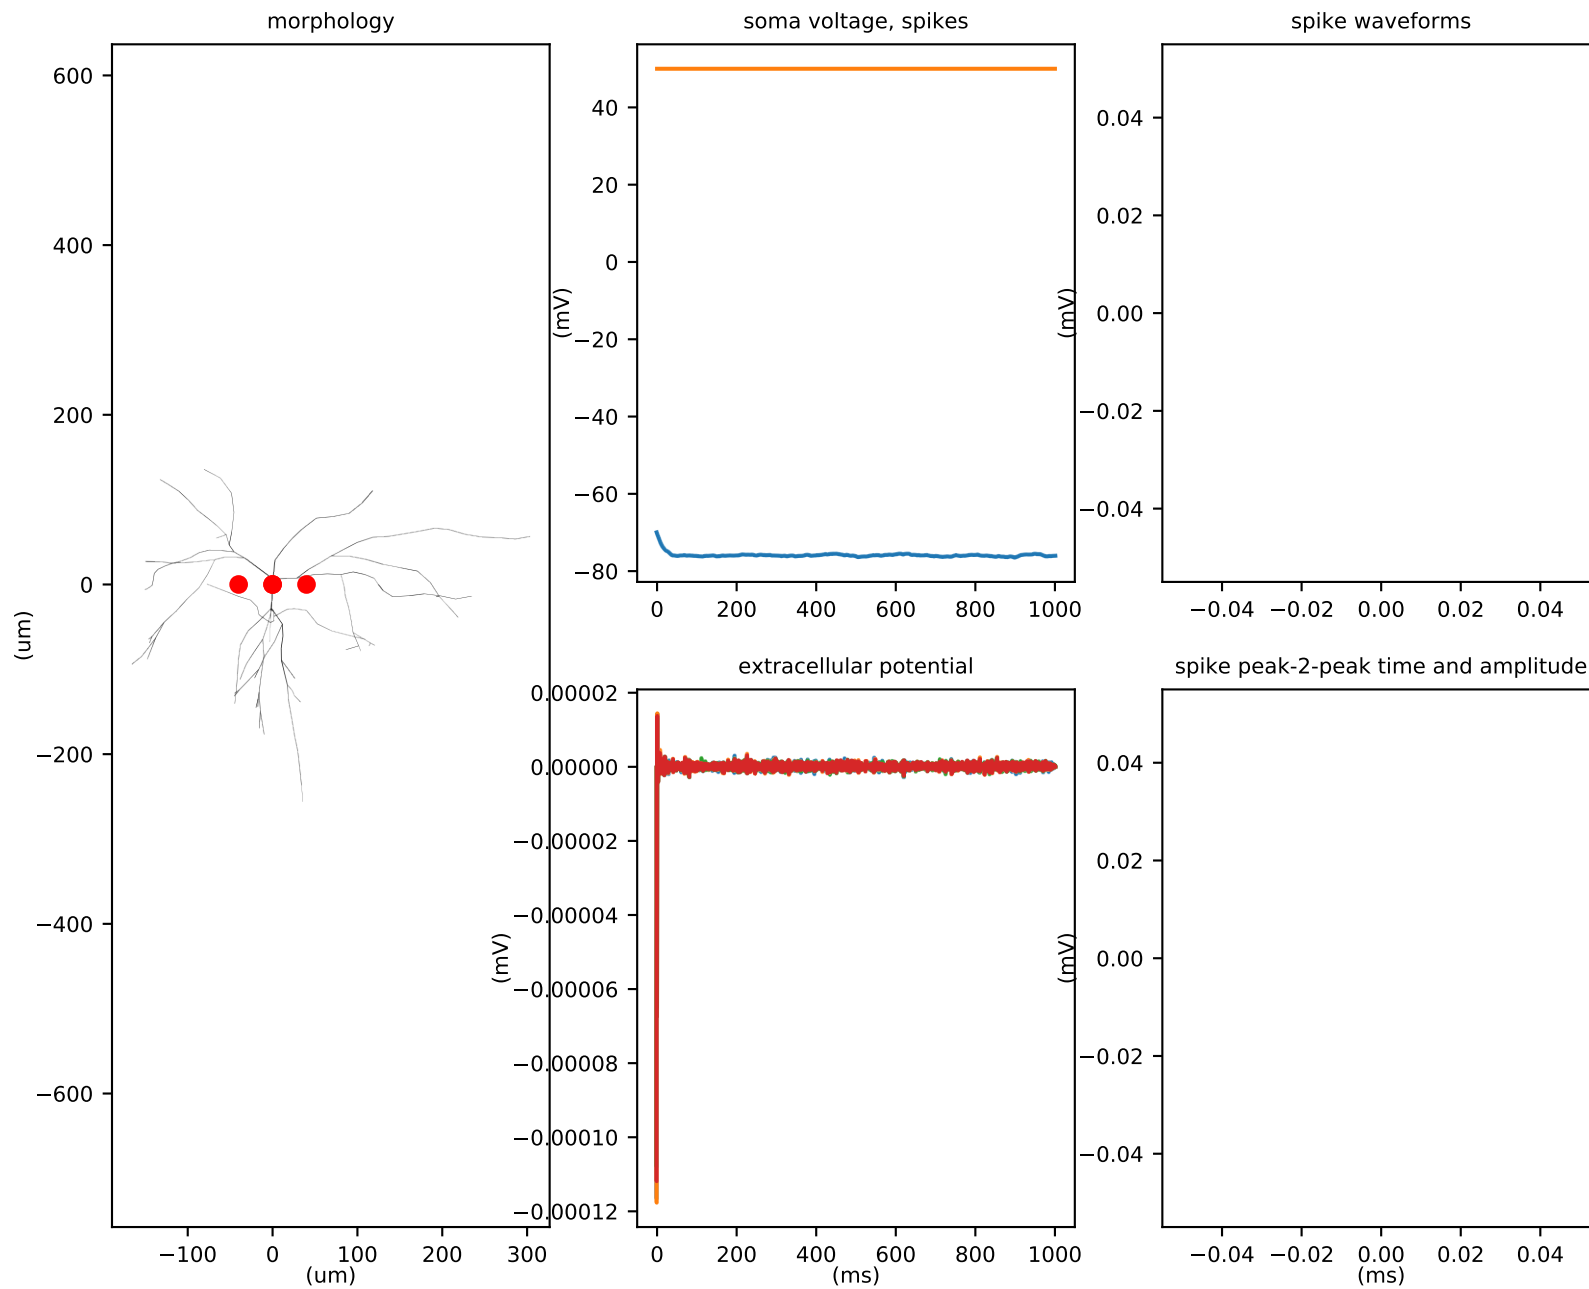 morphology
600
400
200
0
−200
−400
−600
(um)
−100 0 100 200 300
(um)
soma voltage, spikes
40
20
0
−20
−40
−60
−80
(mV)
0 200 400 600 800 1000
spike waveforms
0.04
0.02
0.00
−0.02
−0.04
(mV)
−0.04 −0.02 0.00 0.02 0.04
extracellular potential
0.00002
0.00000
−0.00002
−0.00004
−0.00006
−0.00008
−0.00010
−0.00012
(mV)
0 200 400 600 800 1000
(ms)
spike peak-2-peak time and amplitude
0.04
0.02
0.00
−0.02
−0.04
(mV)
−0.04 −0.02 0.00 0.02 0.04
(ms)